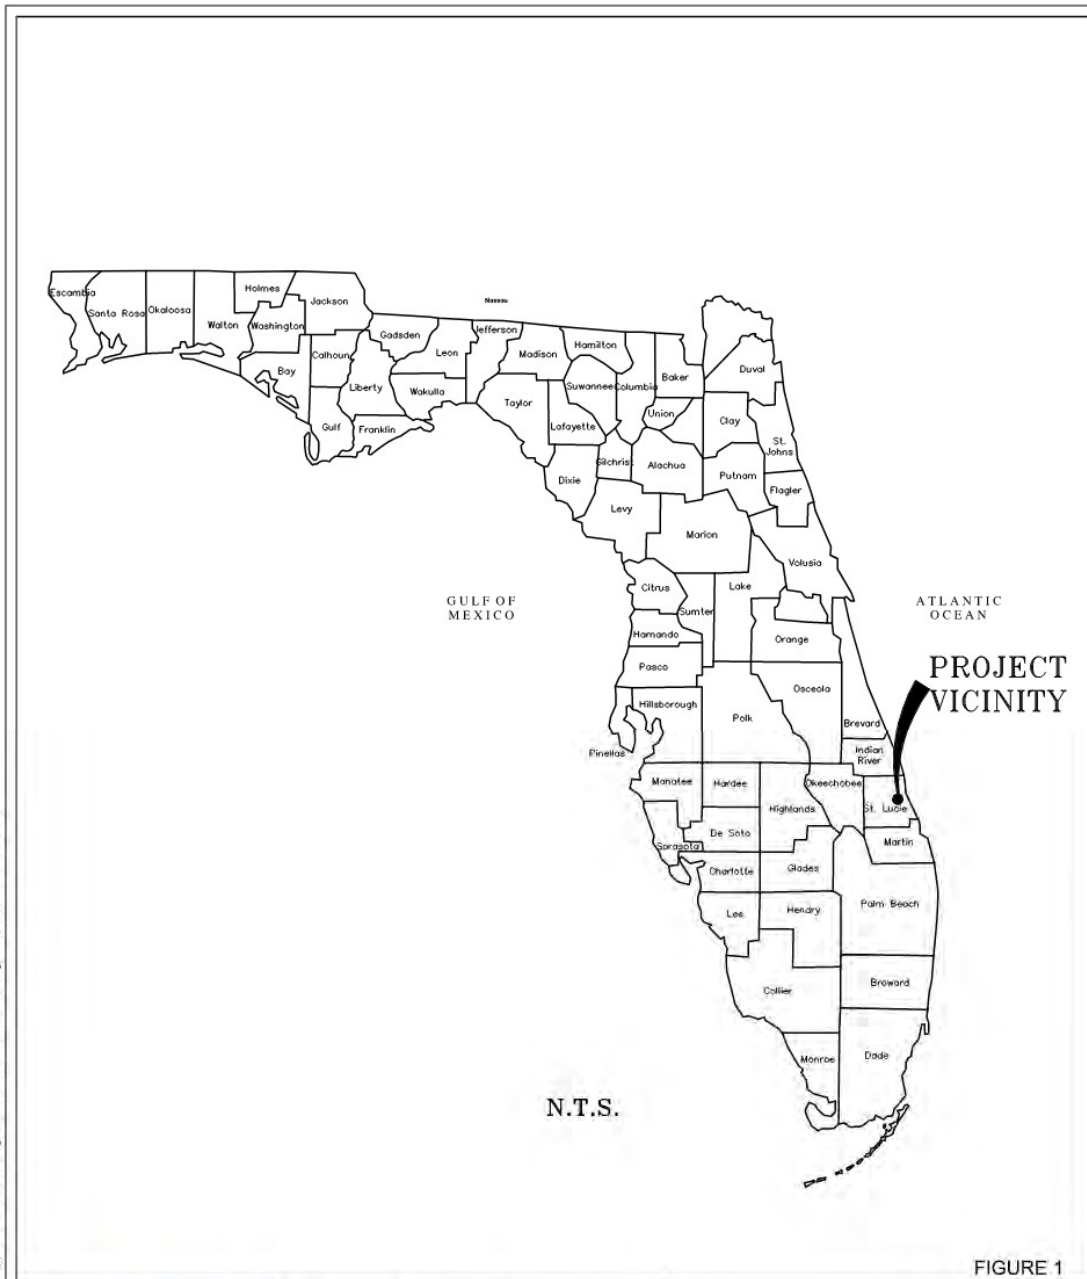 Nassau
Escambia
Santa Rosa
Okaloosa
Walton
Holmes
Washington
Jackson
Bay
Calhoun
Gulf
Liberty
Franklin
Gadsden
Leon
Wakulla
Jefferson
Madison
Taylor
Hamilton
Suwannee
Columbia
Lafayette
Dixie
Gilchrist
Baker
Union
Alachua
Levy
Duval
Clay
St.
Johns
Putnam
Flagler
Marion
Volusia
Citrus
Sumter
Lake
GULF OF
MEXICO
ATLANTIC
OCEAN
Hernando
Orange
Pasco
PROJECT
VICINITY
Hillsborough
Polk
Osceola
Brevard
Pinellas
Indian
River
Manatee
Hardee
Highlands
Okeechobee
St. Lucie
De Soto
Sarasota
Martin
Charlotte
Glades
Lee
Hendry
Palm Beach
Collier
Broward
Monroe
Dade
N.T.S.
FIGURE 1